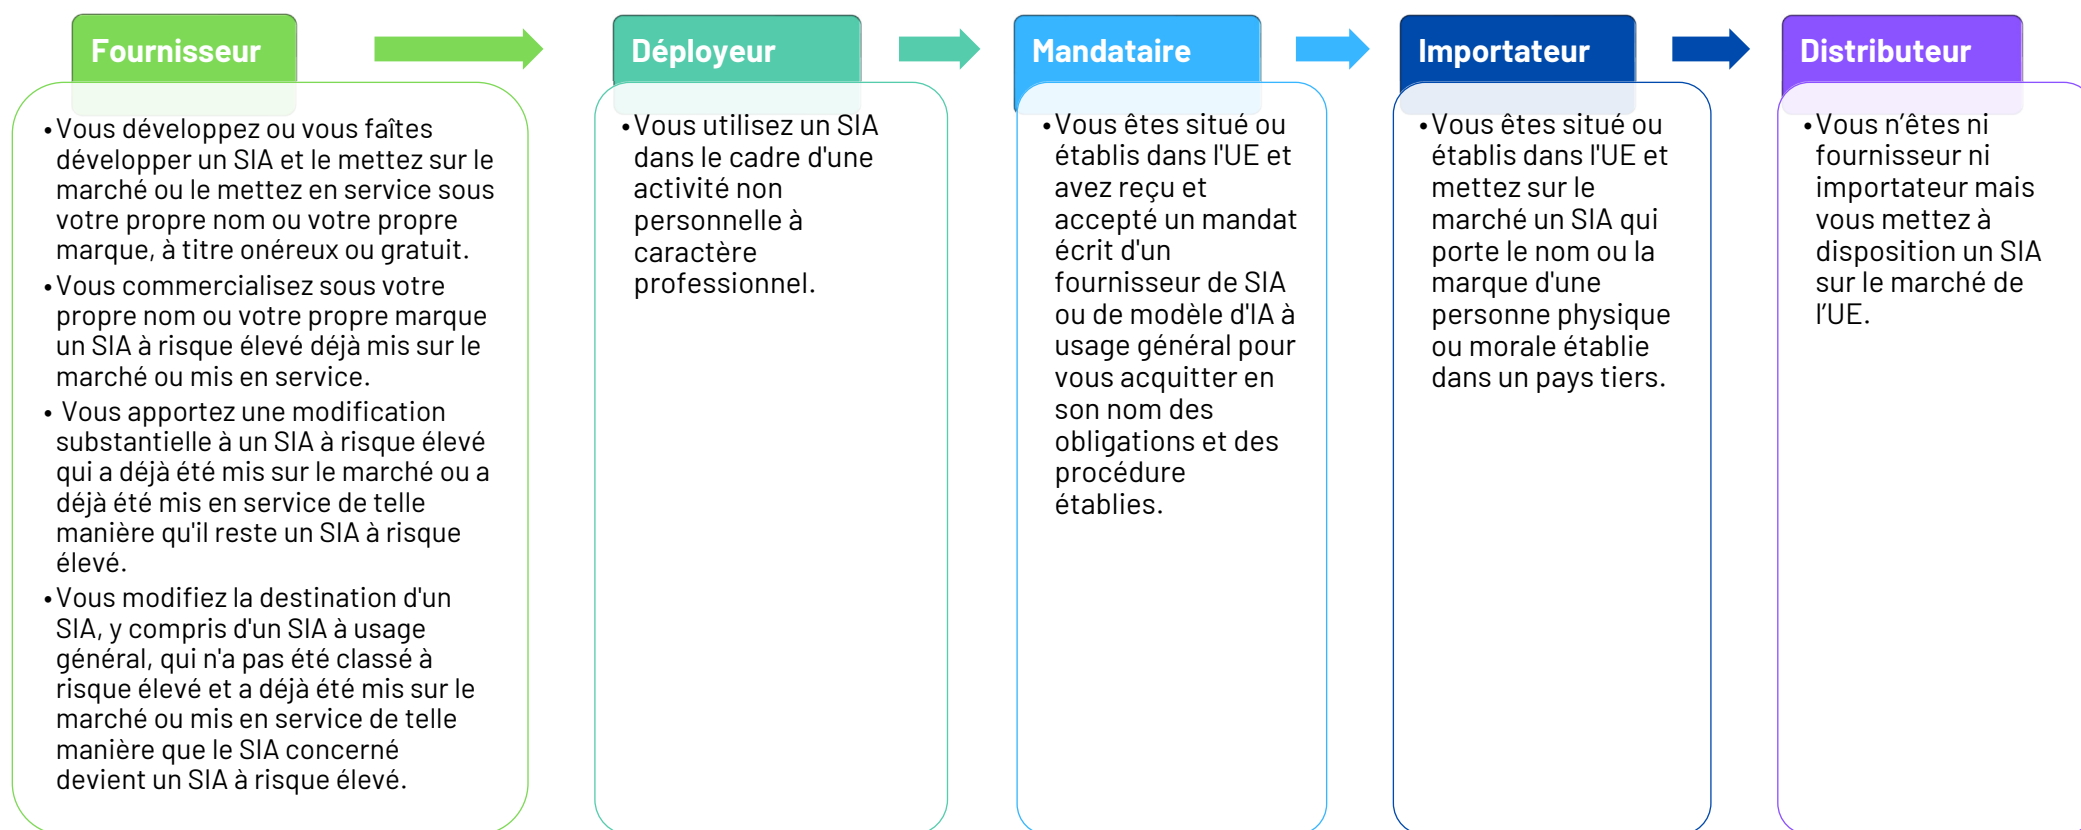 Fournisseur
•Vous développez ou vous faîtes
développer un SIA et le mettez sur le
marché ou le mettez en service sous
votre propre nom ou votre propre
marque, à titre onéreux ou gratuit.
•Vous commercialisez sous votre
propre nom ou votre propre marque
un SIA à risque élevé déjà mis sur le
marché ou mis en service.
• Vous apportez une modification
substantielle à un SIA à risque élevé
qui a déjà été mis sur le marché ou a
déjà été mis en service de telle
manière qu'il reste un SIA à risque
élevé.
•Vous modifiez la destination d'un
SIA, y compris d'un SIA à usage
général, qui n'a pas été classé à
risque élevé et a déjà été mis sur le
marché ou mis en service de telle
manière que le SIA concerné
devient un SIA à risque élevé.
Déployeur
•Vous utilisez un SIA
dans le cadre d'une
activité non
personnelle à
caractère
professionnel.
Mandataire
•Vous êtes situé ou
établis dans l'UE et
avez reçu et
accepté un mandat
écrit d'un
fournisseur de SIA
ou de modèle d'IA à
usage général pour
vous acquitter en
son nom des
obligations et des
procédure
établies.
Importateur
•Vous êtes situé ou
établis dans l'UE et
mettez sur le
marché un SIA qui
porte le nom ou la
marque d'une
personne physique
ou morale établie
dans un pays tiers.
Distributeur
•Vous n’êtes ni
fournisseur ni
importateur mais
vous mettez à
disposition un SIA
sur le marché de
l’UE.